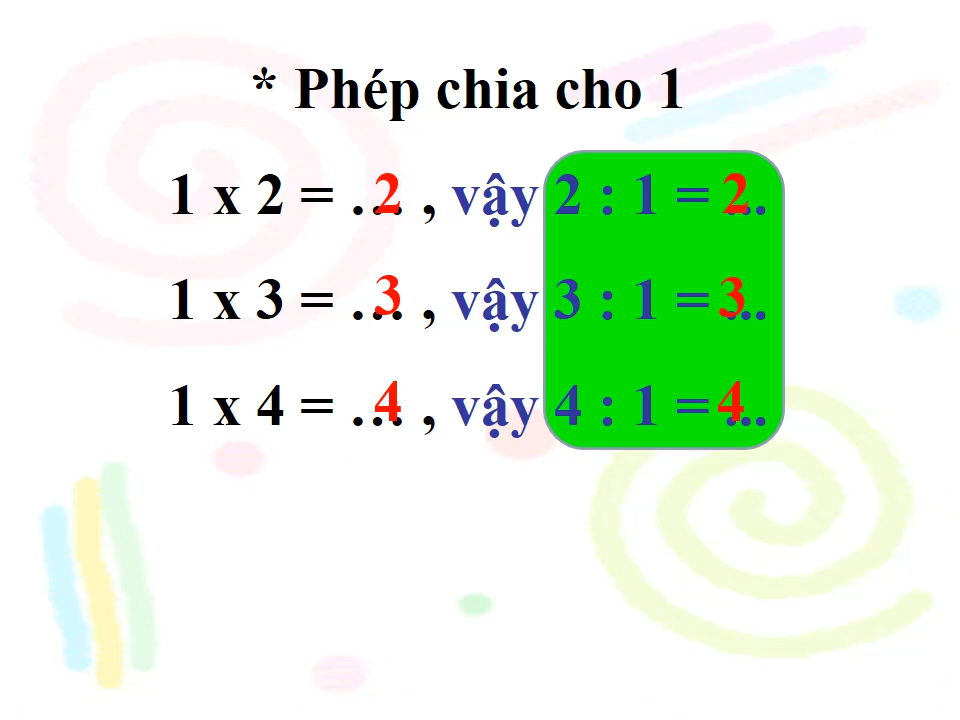 * Phép chia cho 1
1 x 2 = ...2 , vậy 2 : 1 = 2...
1 x 3 = ...3 , vậy 3 : 1 = 3...
1 x 4 = ...4 , vậy 4 : 1 = 4...